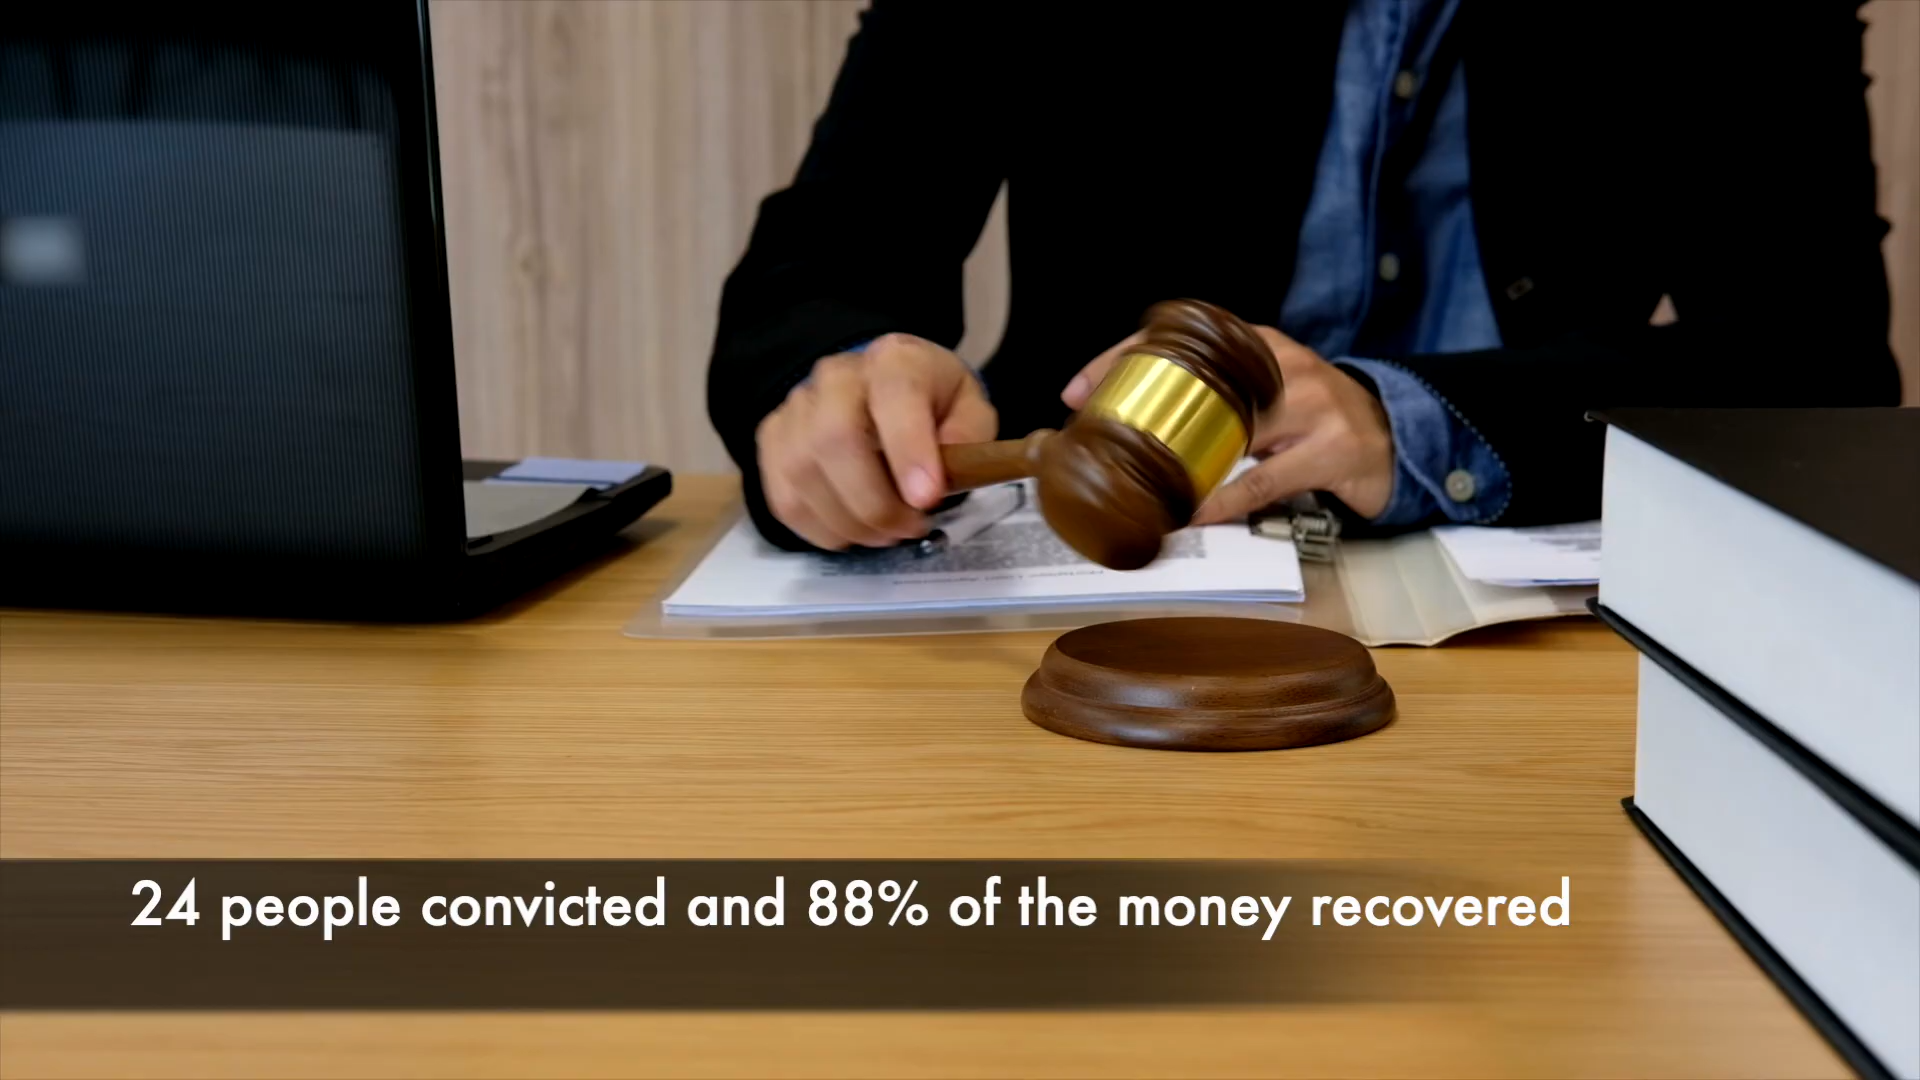 24 people convicted and 88% of the money recovered